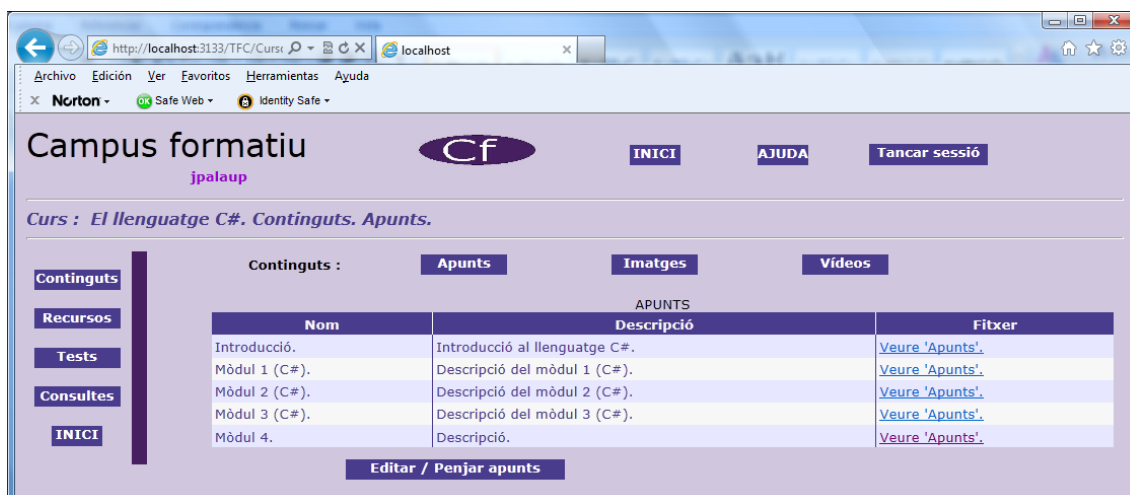 http://localhost:3133/TFC/Curs localhost
Archivo Edición Ver Favoritos Herramientas Ayuda
Norton Safe Web Identity Safe
Campus formatiu Cf INICI AJUDA Tancar sessió
jpalaup
Curs : El llenguatge C#. Continguts. Apunts.
Continguts : Apunts Imatges Vídeos
Continguts
Recursos
Tests
Consultes
INICI
APUNTS
Nom Descripció Fitxer
Introducció. Introducció al llenguatge C#. Veure 'Apunts'.
Mòdul 1 (C#). Descripció del mòdul 1 (C#). Veure 'Apunts'.
Mòdul 2 (C#). Descripció del mòdul 2 (C#). Veure 'Apunts'.
Mòdul 3 (C#). Descripció del mòdul 3 (C#). Veure 'Apunts'.
Mòdul 4. Descripció. Veure 'Apunts'.
Editar / Penjar apunts